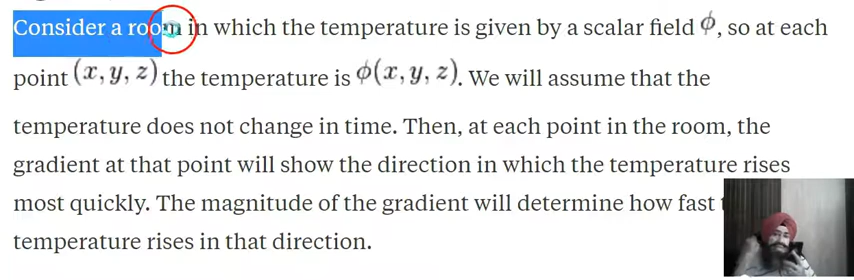 Consider a room in which the temperature is given by a scalar field ϕ, so at each
point (x, y, z) the temperature is ϕ(x, y, z). We will assume that the
temperature does not change in time. Then, at each point in the room, the
gradient at that point will show the direction in which the temperature rises
most quickly. The magnitude of the gradient will determine how fast
temperature rises in that direction.